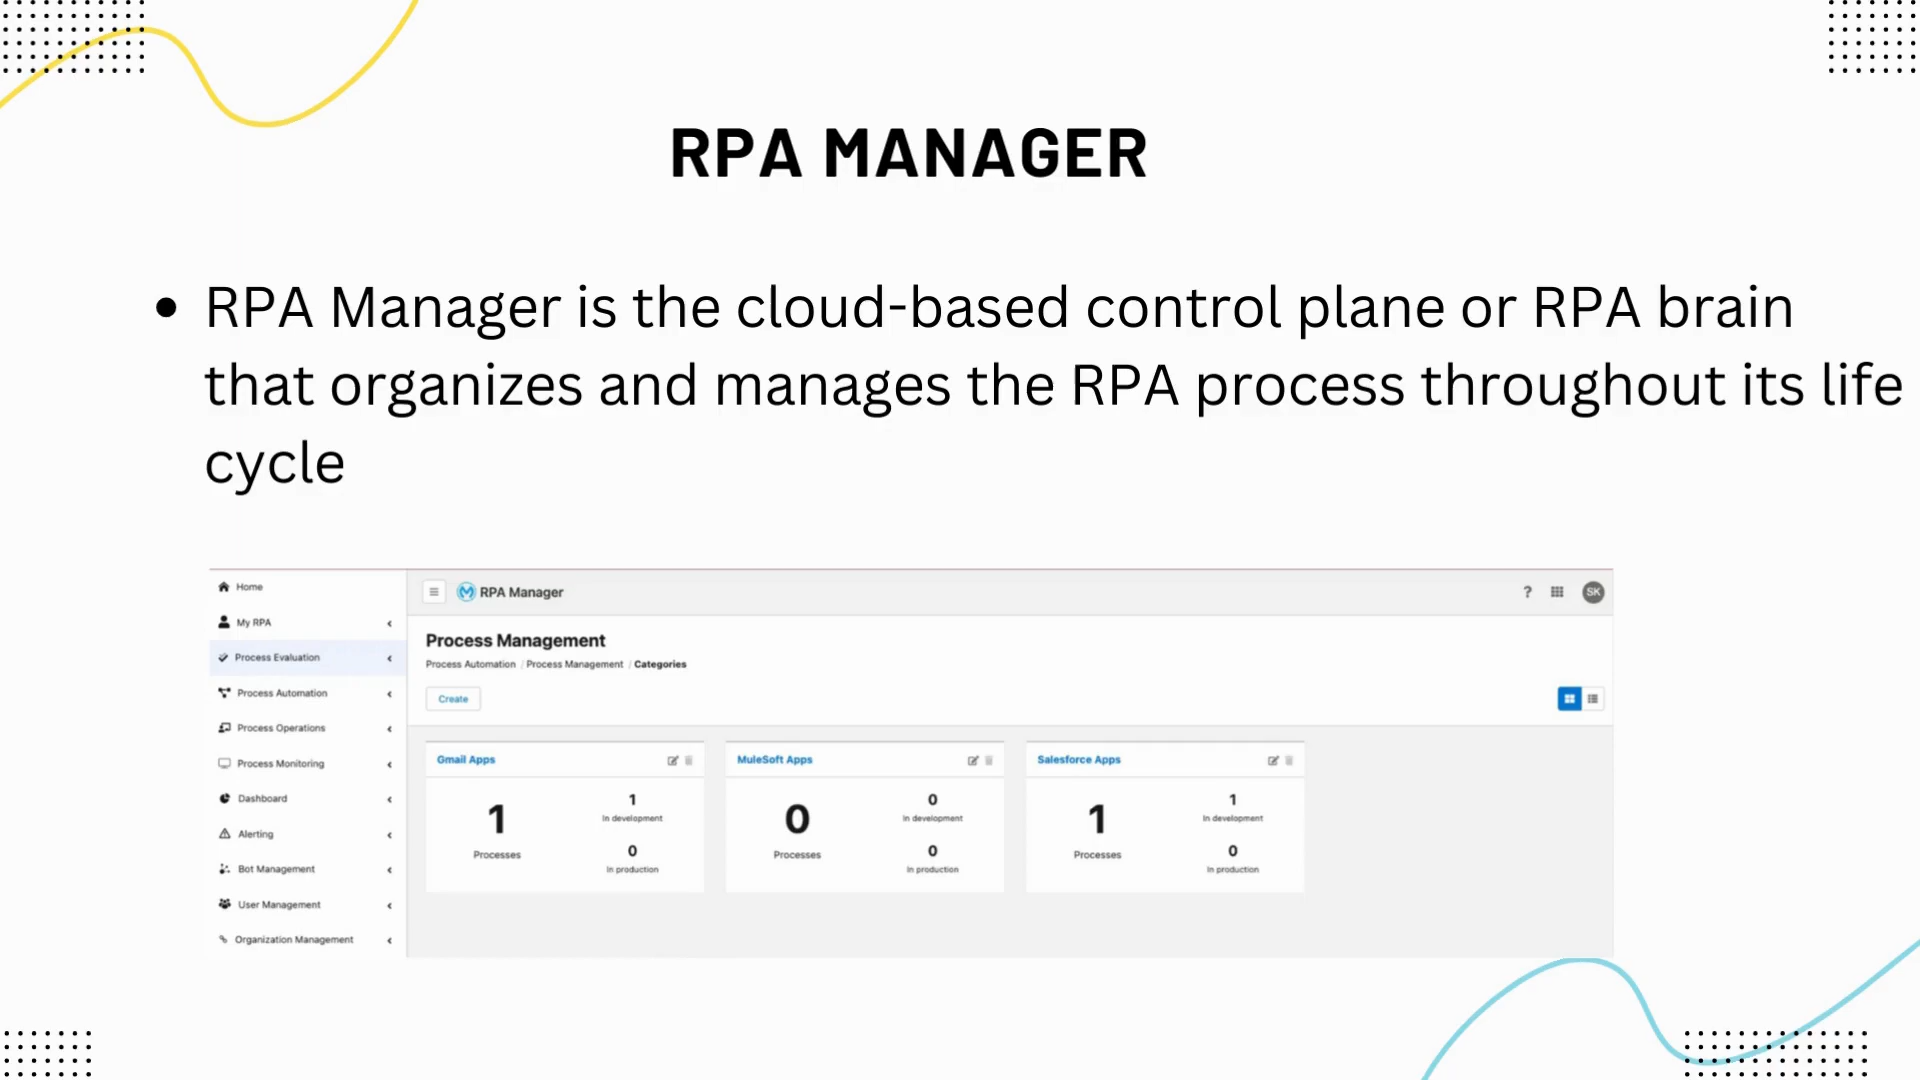 RPA MANAGER
• RPA Manager is the cloud-based control plane or RPA brain
that organizes and manages the RPA process throughout its life
cycle
Home
My RPA
Process Evaluation
Process Automation
Process Operations
Process Monitoring
Dashboard
Alerting
Bot Management
User Management
Organization Management
RPA Manager
? SK
Process Management
Process Automation / Process Management / Categories
Create
Gmail Apps
1
Processes
1
In development
0
In production
MuleSoft Apps
0
Processes
0
In development
0
In production
Salesforce Apps
1
Processes
1
In development
0
In production